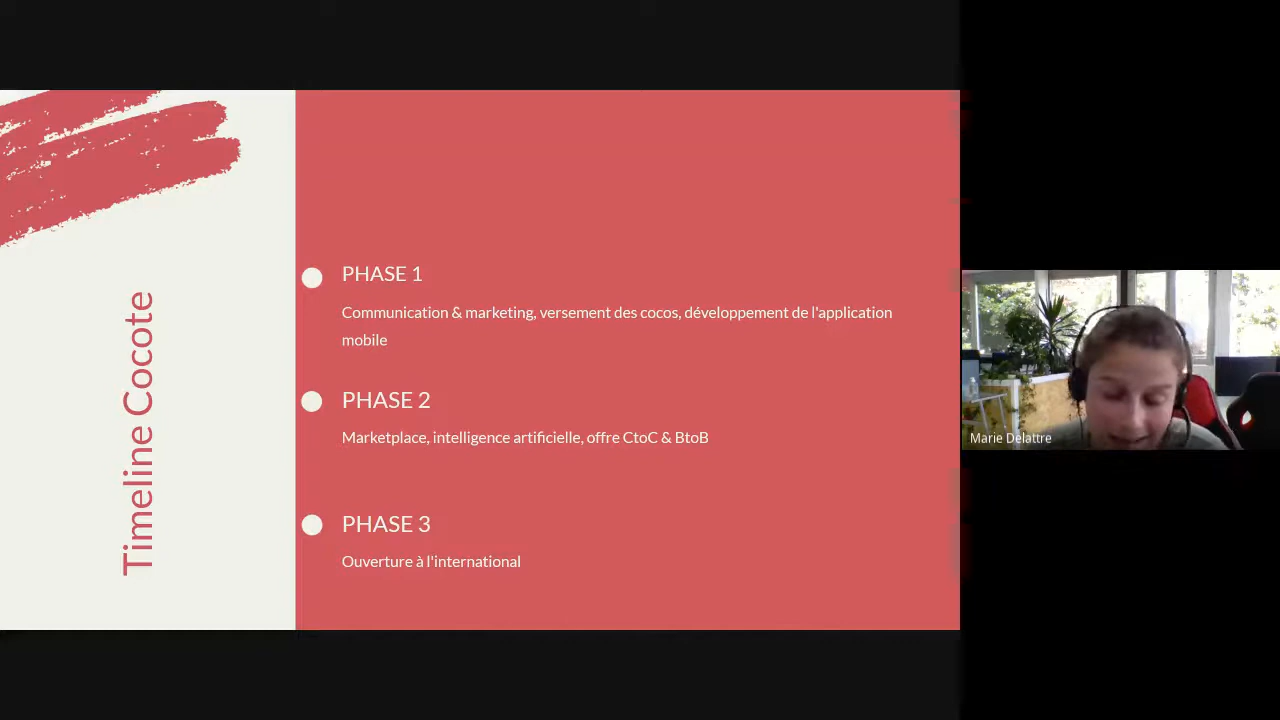 Timeline Cocote
PHASE 1
Communication & marketing, versement des cocos, développement de l'application
mobile
PHASE 2
Marketplace, intelligence artificielle, offre CtoC & BtoB
PHASE 3
Ouverture à l'international
Marie Delattre